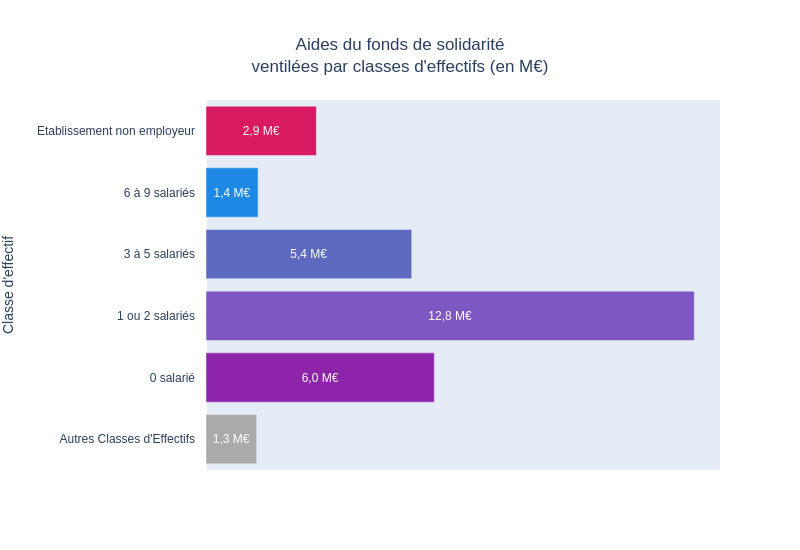 Aides du fonds de solidarité
ventilées par classes d'effectifs (en M€)
Classe d'effectif
Etablissement non employeur
2,9 M€
6 à 9 salariés
1,4 M€
3 à 5 salariés
5,4 M€
1 ou 2 salariés
12,8 M€
0 salarié
6,0 M€
Autres Classes d'Effectifs
1,3 M€